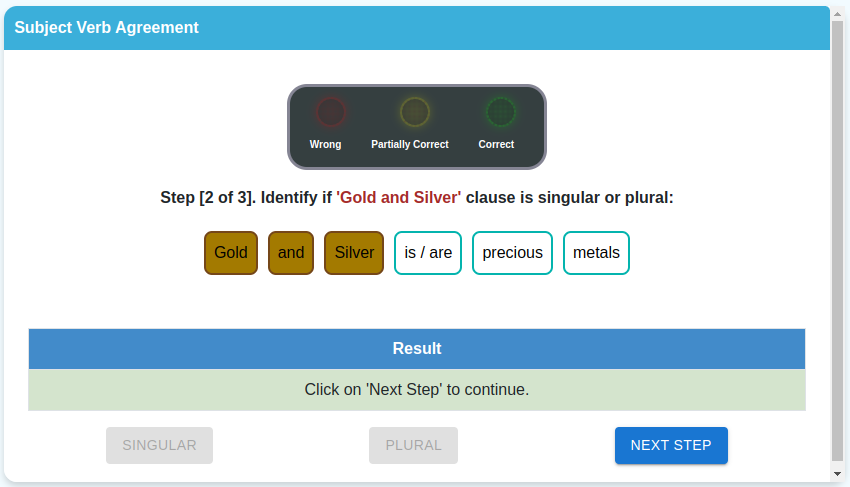 Subject Verb Agreement
Wrong Partially Correct Correct
Step [2 of 3]. Identify if 'Gold and Silver' clause is singular or plural:
Gold and Silver is / are precious metals
Result
Click on 'Next Step' to continue.
SINGULAR PLURAL NEXT STEP